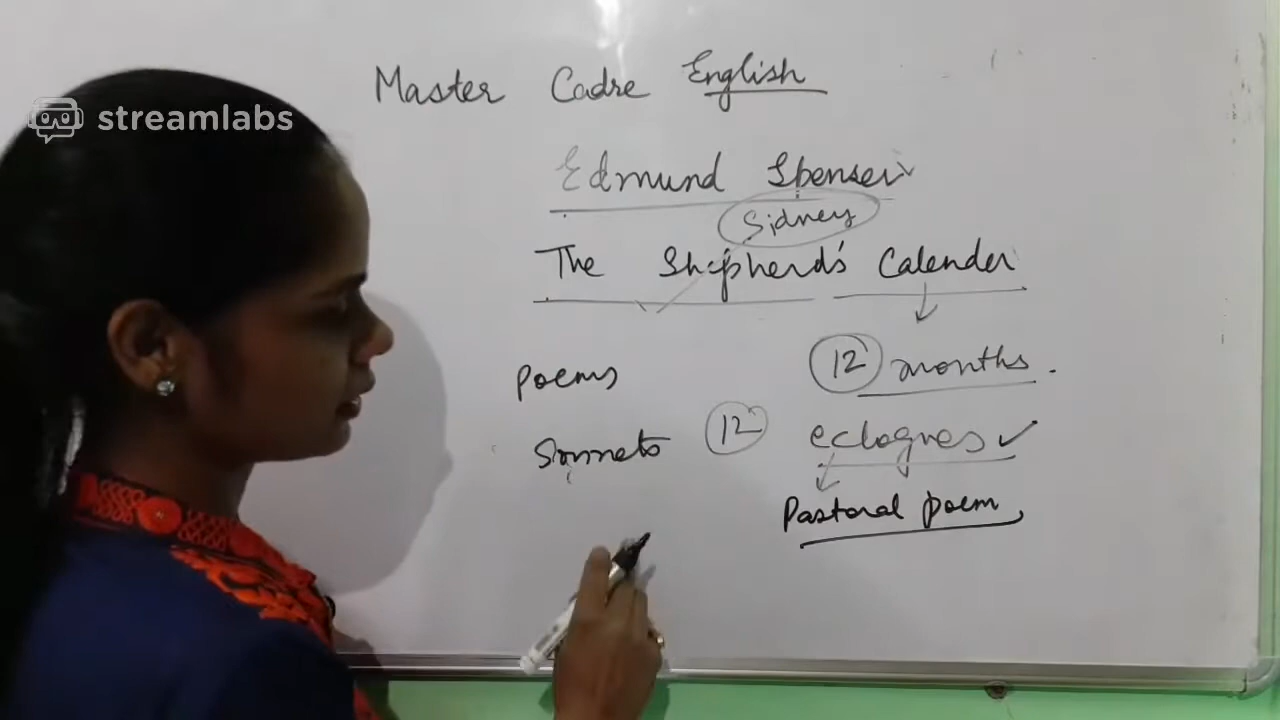 streamlabs
Master Cadre English
Edmund Spenser
Sidney
The Shepherd's Calender
12 months.
Poems
12 eclogues
Sonnets
Pastoral poem